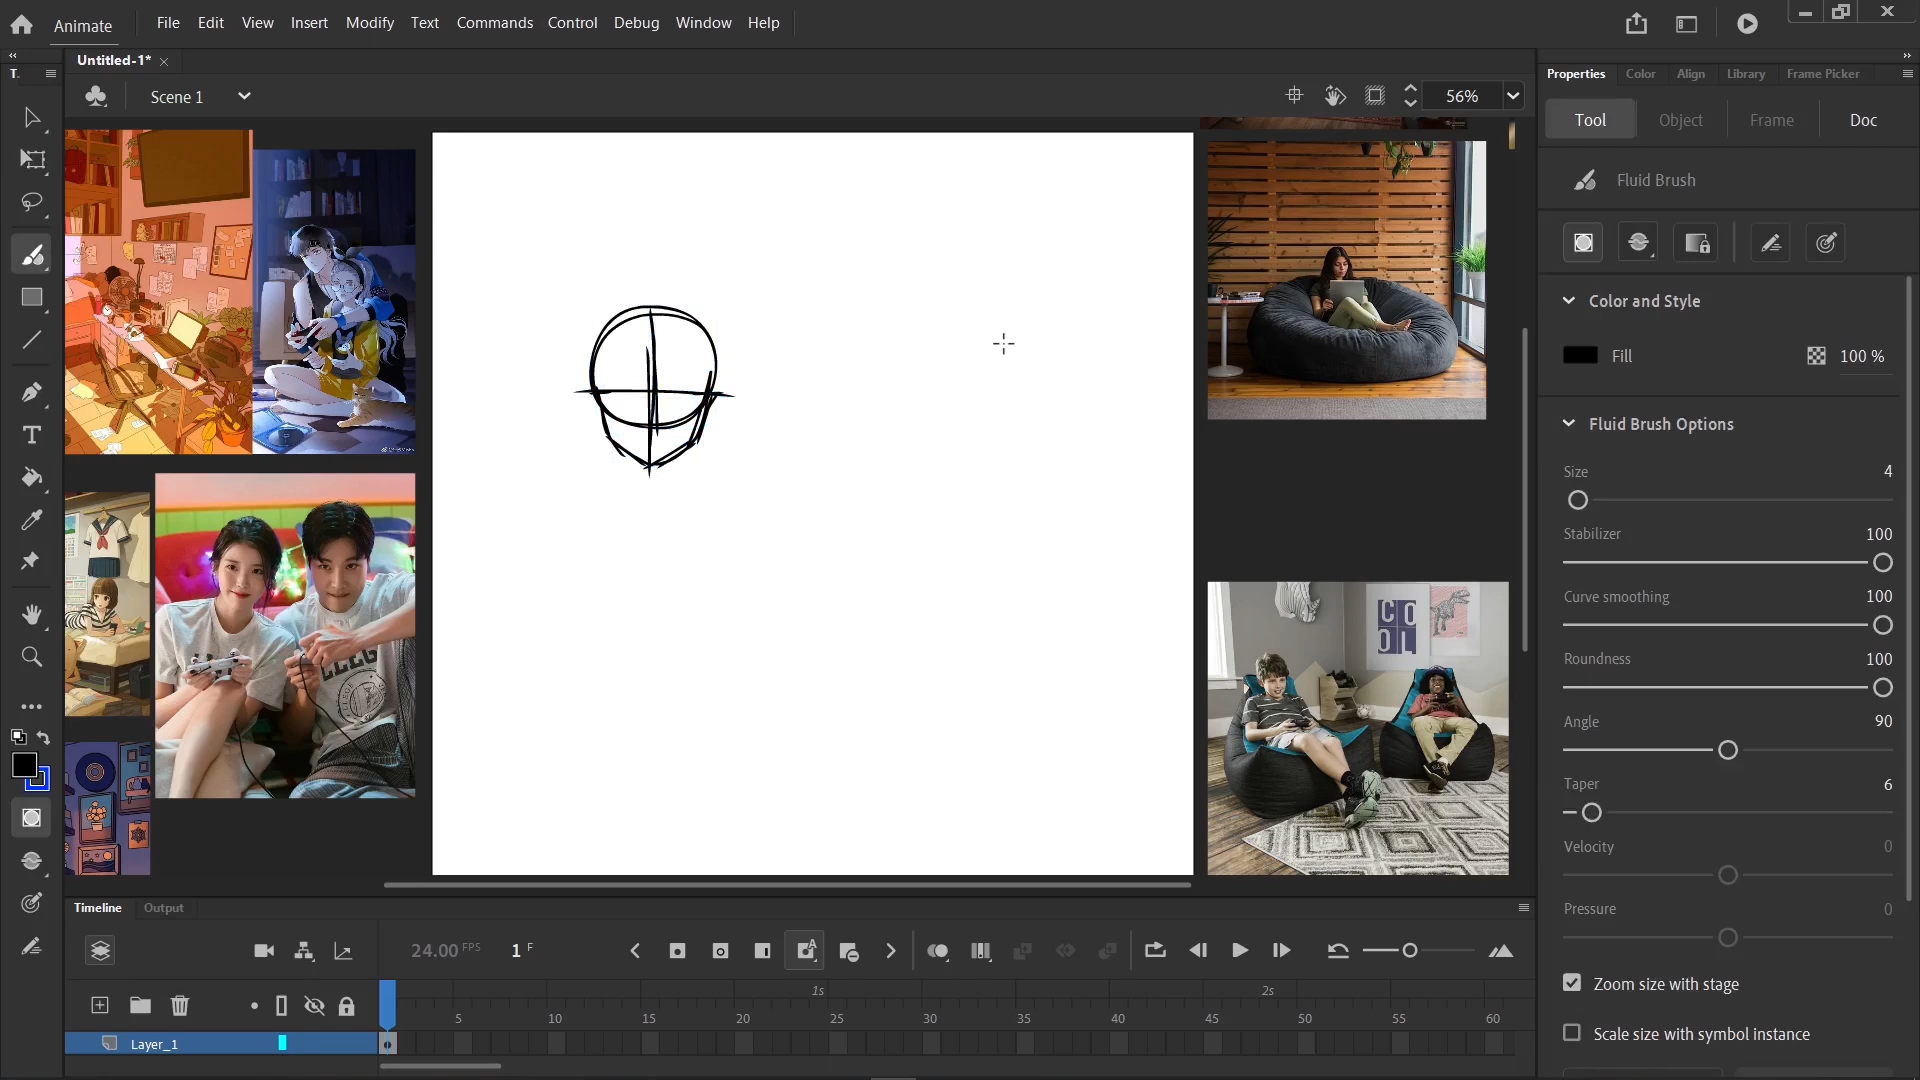 Animate
File Edit View Insert Modify Text Commands Control Debug Window Help
T.
Untitled-1*
Scene 1
56%
Properties Color Align Library Frame Picker
Tool Object Frame Doc
Fluid Brush
Color and Style
Fill 100 %
Fluid Brush Options
Size 4
Stabilizer 100
Curve smoothing 100
Roundness 100
Angle 90
Taper 6
Velocity 0
Pressure 0
Zoom size with stage
Scale size with symbol instance
COOL
Timeline Output
24.00 FPS 1 F
1s 2s
5 10 15 20 25 30 35 40 45 50 55 60
Layer_1